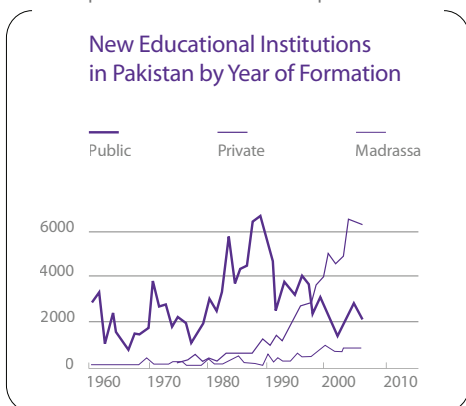 New Educational Institutions
in Pakistan by Year of Formation
Public Private Madrassa
6000
4000
2000
0
1960 1970 1980 1990 2000 2010